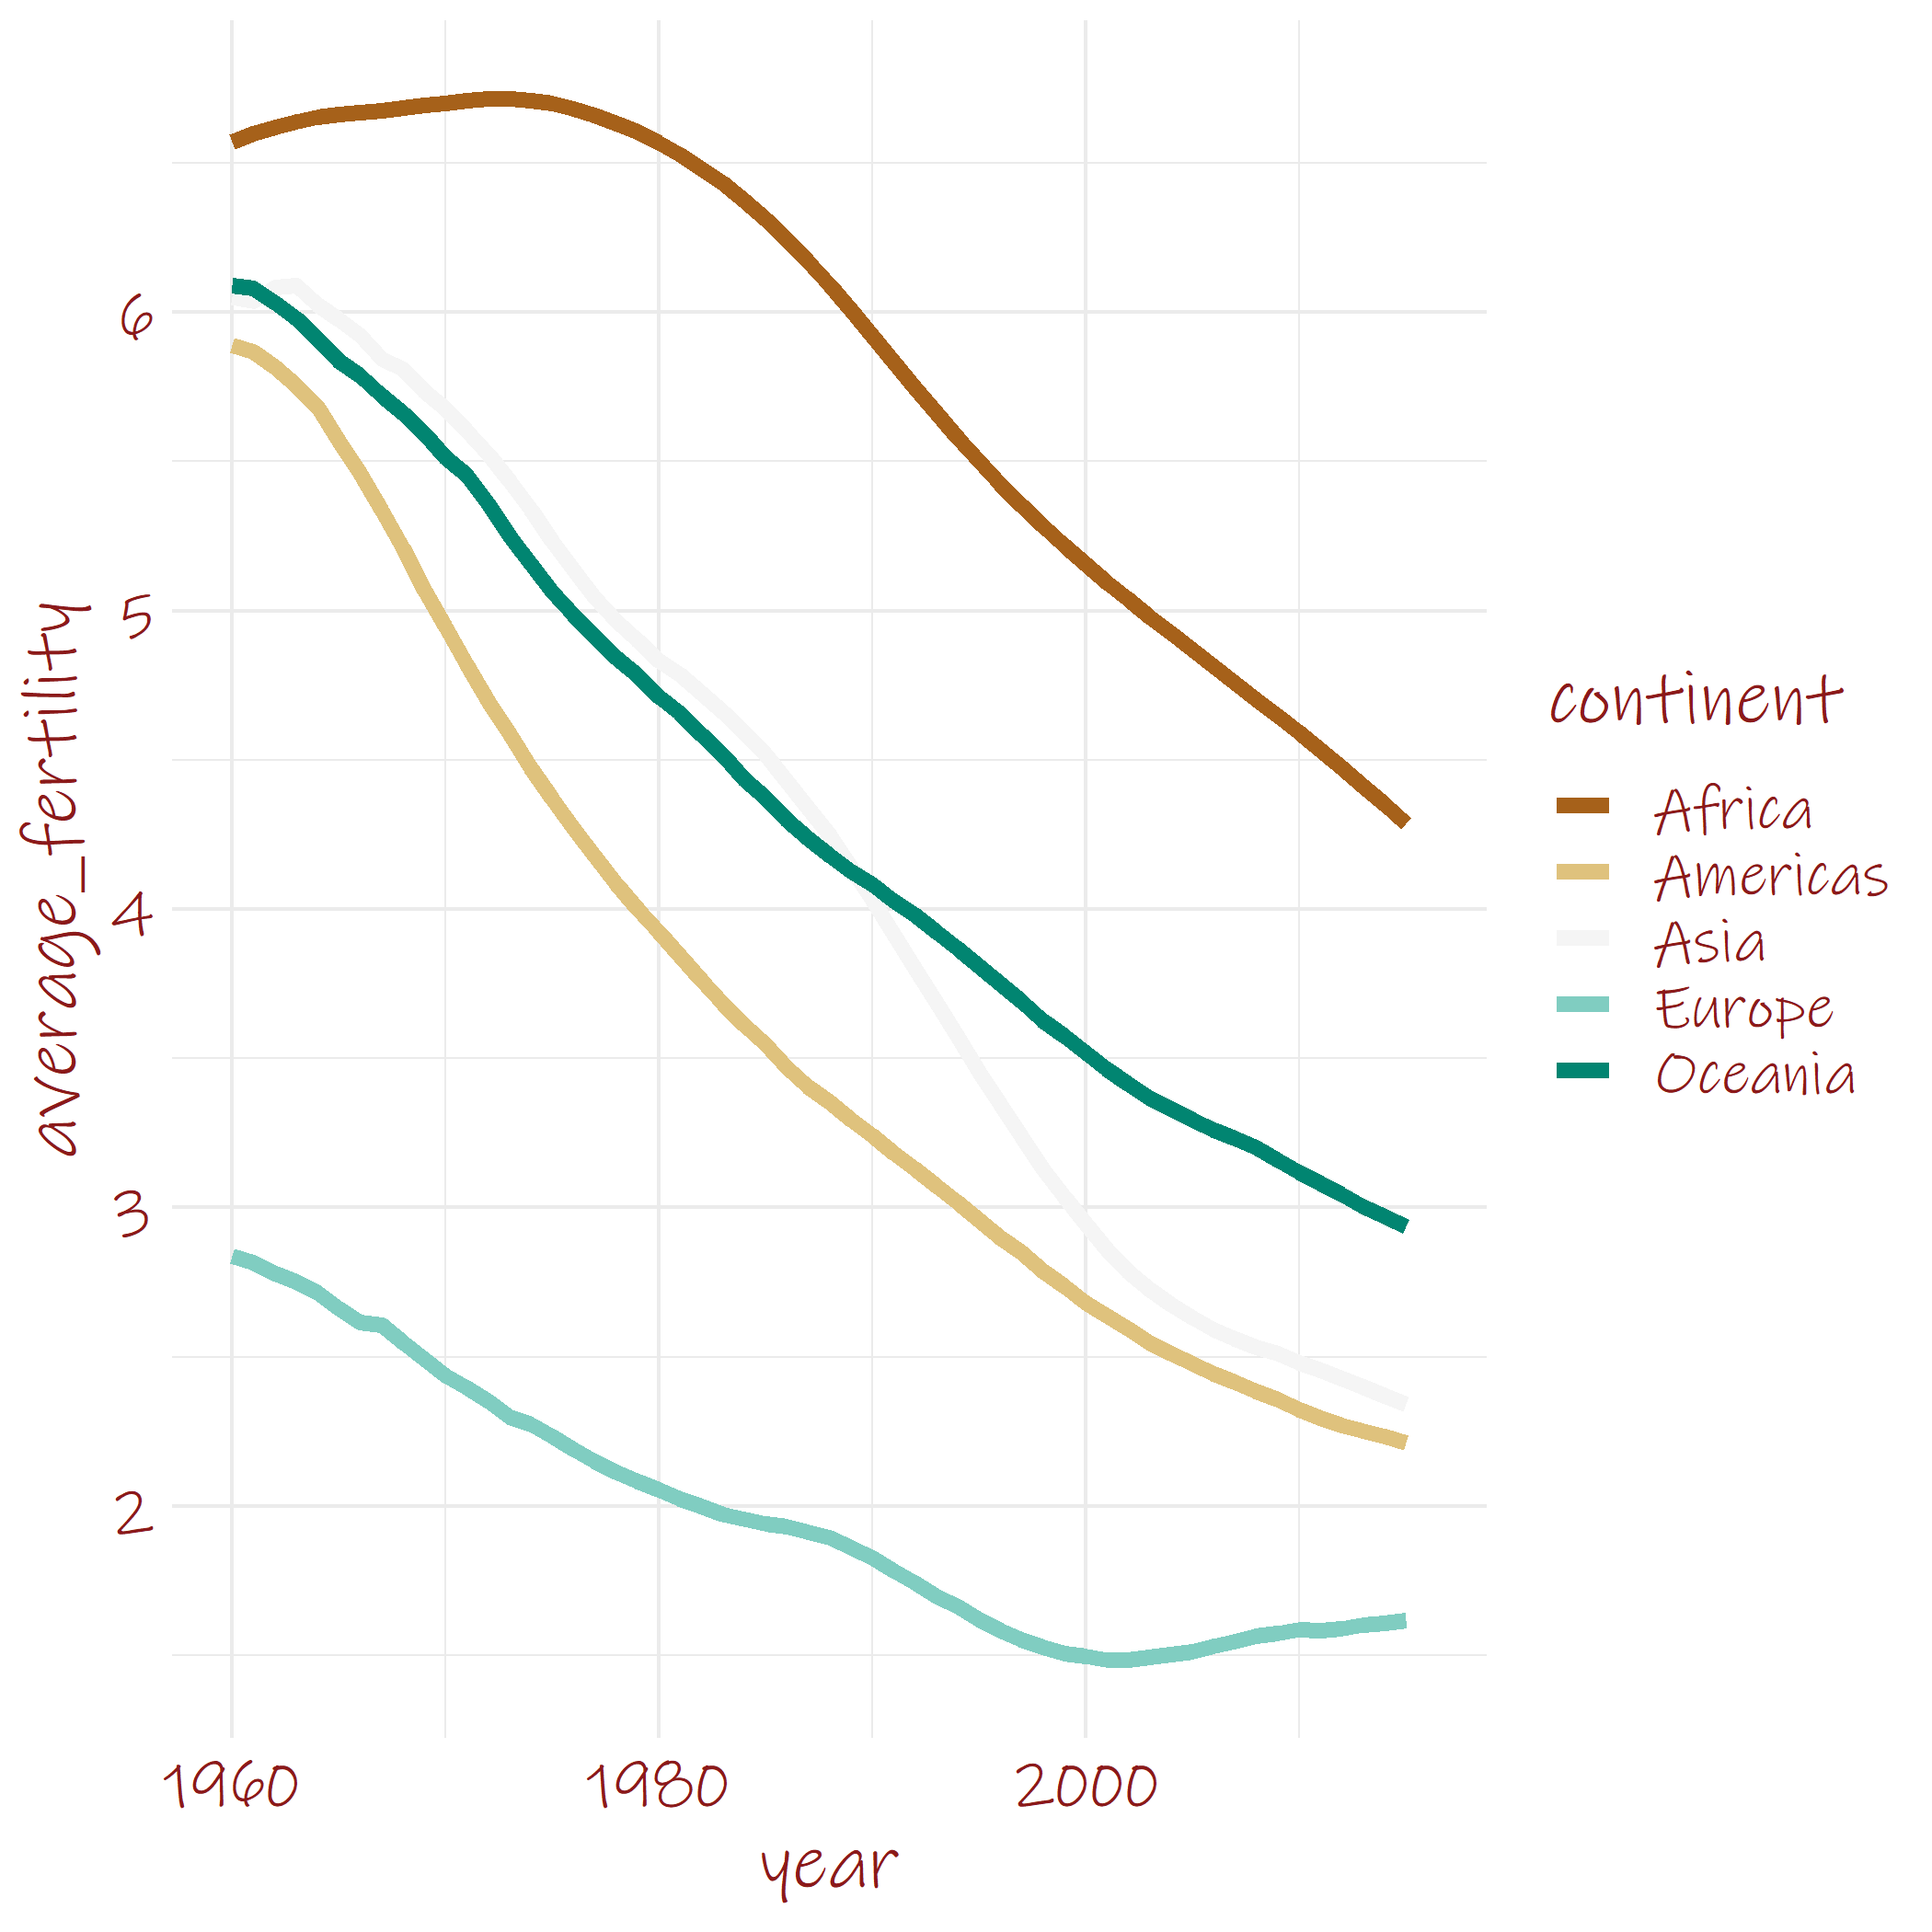 average_fertility
6
5
4
3
2
1960 1980 2000
year
continent
Africa
Americas
Asia
Europe
Oceania